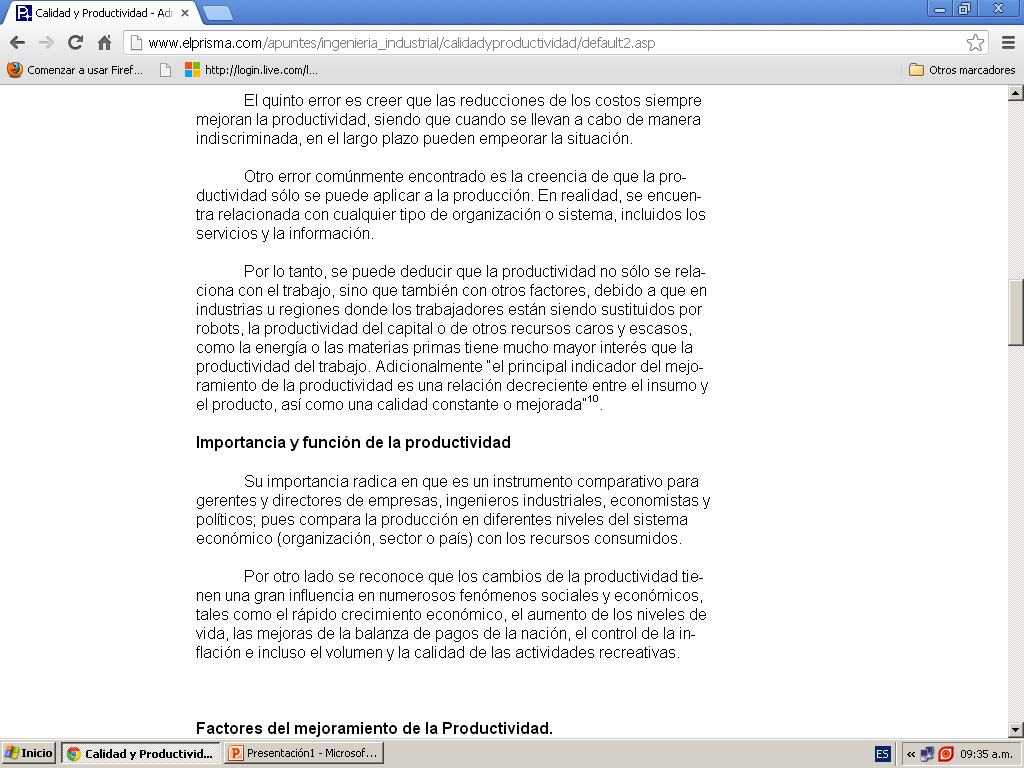 Calidad y Productividad - Adr
www.elprisma.com/apuntes/ingenieria_industrial/calidadyproductividad/default2.asp
Comenzar a usar Firef...
http://login.live.com/l...
Otros marcadores
El quinto error es creer que las reducciones de los costos siempre
mejoran la productividad, siendo que cuando se llevan a cabo de manera
indiscriminada, en el largo plazo pueden empeorar la situación.
Otro error comúnmente encontrado es la creencia de que la pro-
ductividad sólo se puede aplicar a la producción. En realidad, se encuen-
tra relacionada con cualquier tipo de organización o sistema, incluidos los
servicios y la información.
Por lo tanto, se puede deducir que la productividad no sólo se rela-
ciona con el trabajo, sino que también con otros factores, debido a que en
industrias u regiones donde los trabajadores están siendo sustituidos por
robots, la productividad del capital o de otros recursos caros y escasos,
como la energía o las materias primas tiene mucho mayor interés que la
productividad del trabajo. Adicionalmente "el principal indicador del mejo-
ramiento de la productividad es una relación decreciente entre el insumo y
el producto, así como una calidad constante o mejorada"10.
Importancia y función de la productividad
Su importancia radica en que es un instrumento comparativo para
gerentes y directores de empresas, ingenieros industriales, economistas y
políticos; pues compara la producción en diferentes niveles del sistema
económico (organización, sector o país) con los recursos consumidos.
Por otro lado se reconoce que los cambios de la productividad tie-
nen una gran influencia en numerosos fenómenos sociales y económicos,
tales como el rápido crecimiento económico, el aumento de los niveles de
vida, las mejoras de la balanza de pagos de la nación, el control de la in-
flación e incluso el volumen y la calidad de las actividades recreativas.
Factores del mejoramiento de la Productividad.
Inicio
Calidad y Productivid...
Presentación1 - Microsof...
ES
«
09:35 a.m.